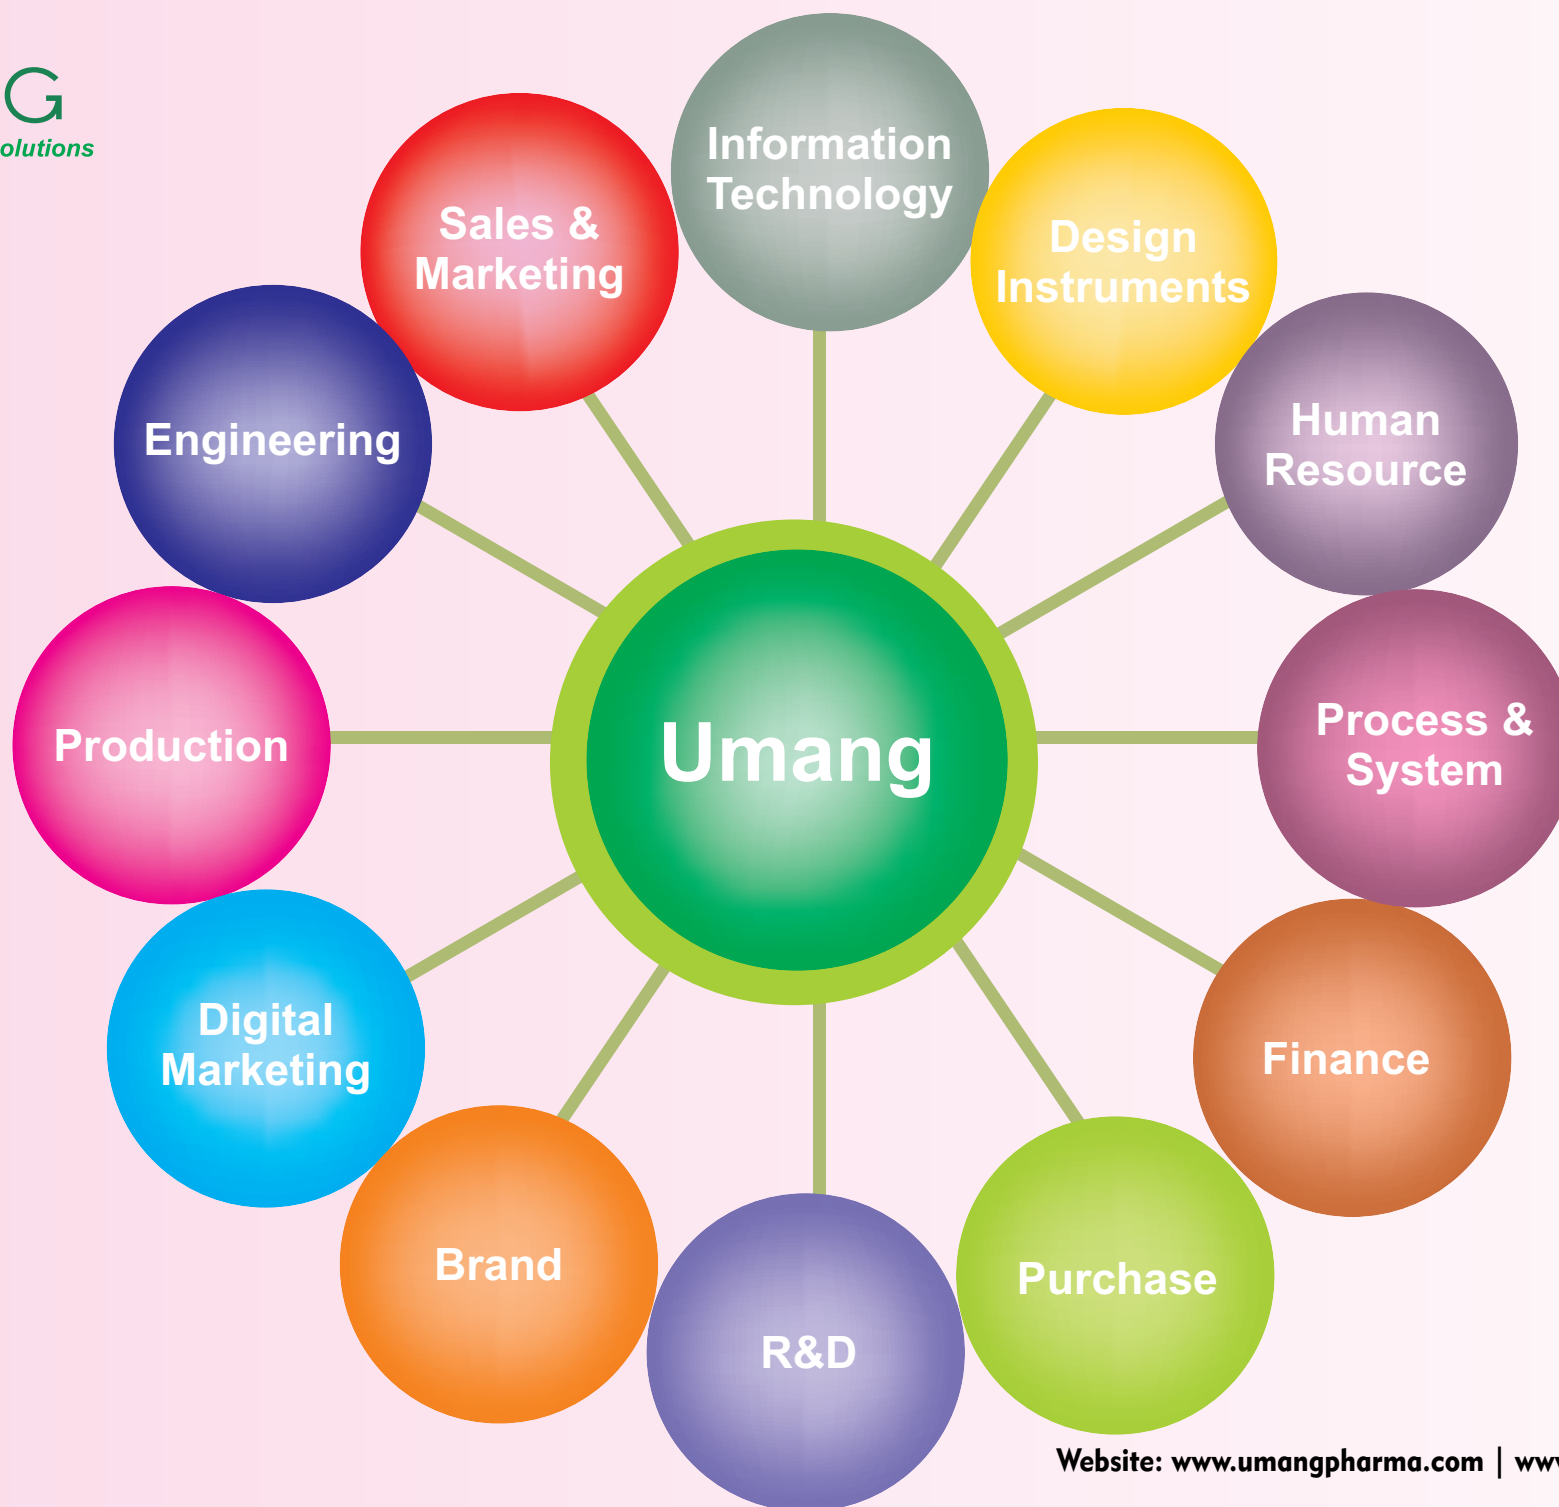 G
olutions
Information
Technology
Sales &
Marketing
Design
Instruments
Engineering
Human
Resource
Production
Umang
Process &
System
Digital
Marketing
Finance
Brand
Purchase
R&D
Website: www.umangpharma.com | www